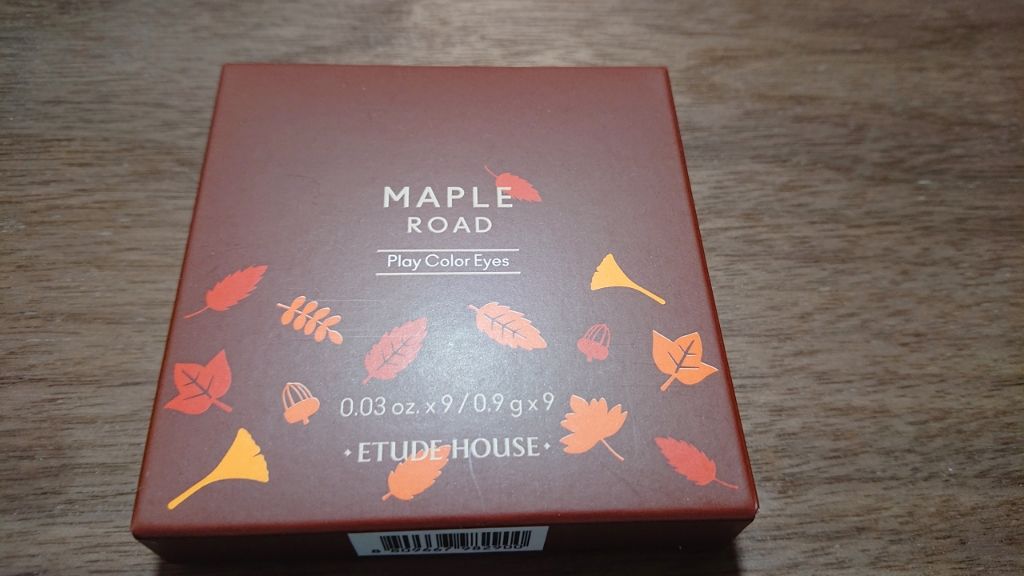 MAPLE
ROAD
Play Color Eyes
0.03 oz. x 9 / 0.9 g x 9
· ETUDE HOUSE ·